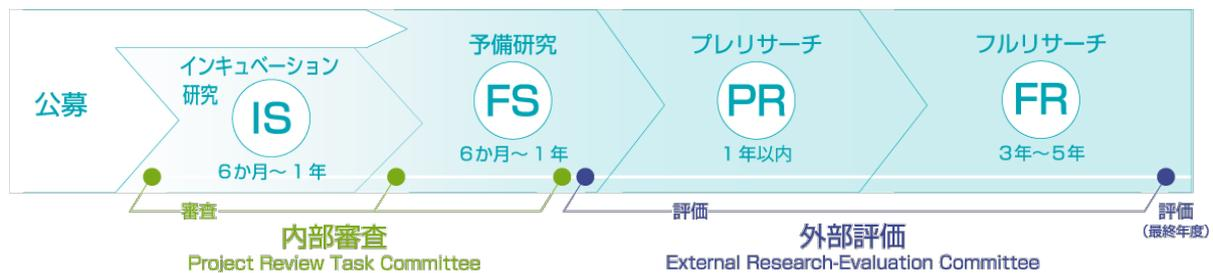 公募
インキュベーション
研究
IS
6か月～1年
予備研究
FS
6か月～1年
プレリサーチ
PR
1年以内
フルリサーチ
FR
3年～5年
審査
内部審査
Project Review Task Committee
評価
外部評価
External Research-Evaluation Committee
評価
(最終年度)